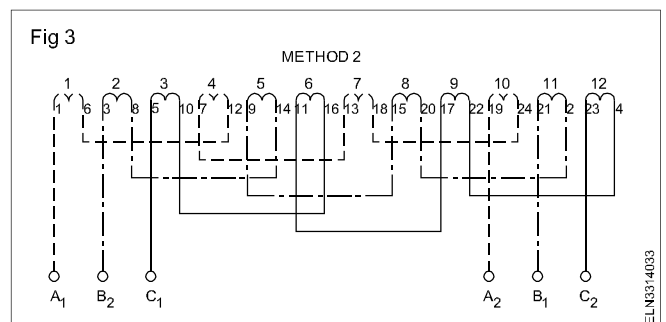 Fig 3
METHOD 2
1 2 3 4 5 6 7 8 9 10 11 12
1 6 3 8 5 10 7 12 9 14 11 16 13 18 15 20 17 22 19 24 21 2 23 4
A1 B2 C1 A2 B1 C2
ELN3314033